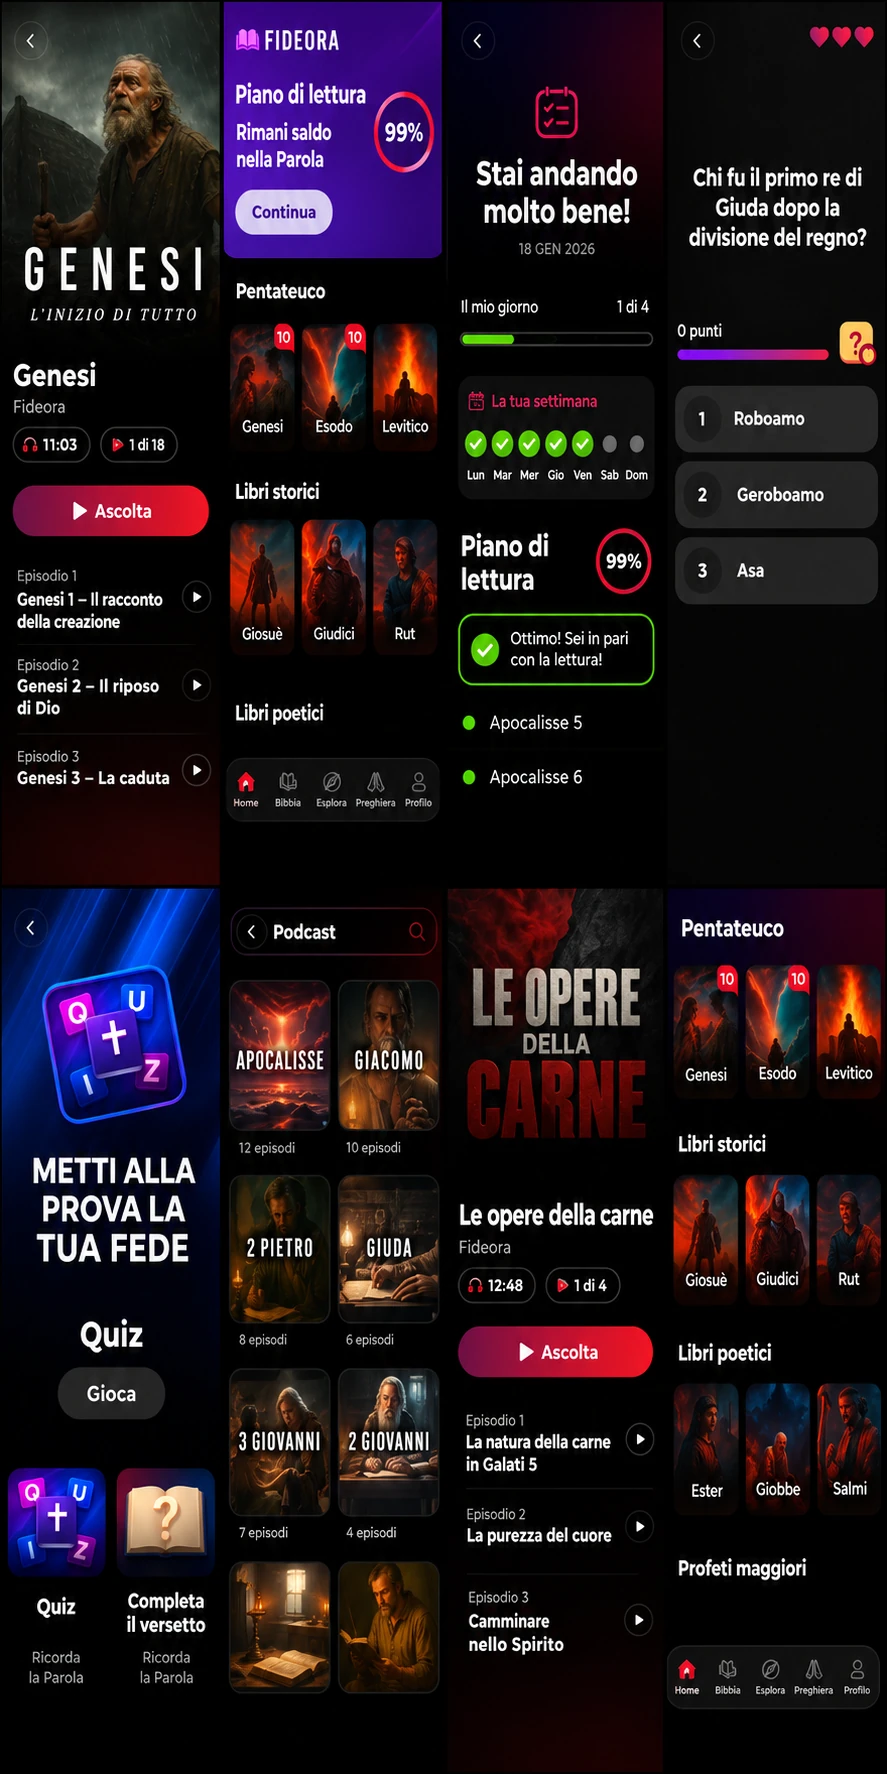 GENESI
L'INIZIO DI TUTTO
Genesi
Fideora
11:03
1 di 18
Ascolta
Episodio 1
Genesi 1 – Il racconto
della creazione
Episodio 2
Genesi 2 – Il riposo
di Dio
Episodio 3
Genesi 3 – La caduta
FIDEORA
Piano di lettura
Rimani saldo
nella Parola
99%
Continua
Pentateuco
10
10
Genesi
Esodo
Levitico
Libri storici
Giosuè
Giudici
Rut
Libri poetici
Home
Bibbia
Esplora
Preghiera
Profilo
Stai andando
molto bene!
18 GEN 2026
Il mio giorno
1 di 4
La tua settimana
Lun
Mar
Mer
Gio
Ven
Sab
Dom
Piano di
lettura
99%
Ottimo! Sei in pari
con la lettura!
Apocalisse 5
Apocalisse 6
Chi fu il primo re di
Giuda dopo la
divisione del regno?
0 punti
?
1 Roboamo
2 Geroboamo
3 Asa
Q
U
I
Z
METTI ALLA
PROVA LA
TUA FEDE
Quiz
Gioca
Q
U
I
Z
?
Quiz
Ricorda
la Parola
Completa
il versetto
Ricorda
la Parola
Podcast
APOCALISSE
GIACOMO
12 episodi
10 episodi
2 PIETRO
GIUDA
8 episodi
6 episodi
3 GIOVANNI
2 GIOVANNI
7 episodi
4 episodi
LE OPERE
DELLA
CARNE
Le opere della carne
Fideora
12:48
1 di 4
Ascolta
Episodio 1
La natura della carne
in Galati 5
Episodio 2
La purezza del cuore
Episodio 3
Camminare
nello Spirito
Pentateuco
10
10
Genesi
Esodo
Levitico
Libri storici
Giosuè
Giudici
Rut
Libri poetici
Ester
Giobbe
Salmi
Profeti maggiori
Home
Bibbia
Esplora
Preghiera
Profilo